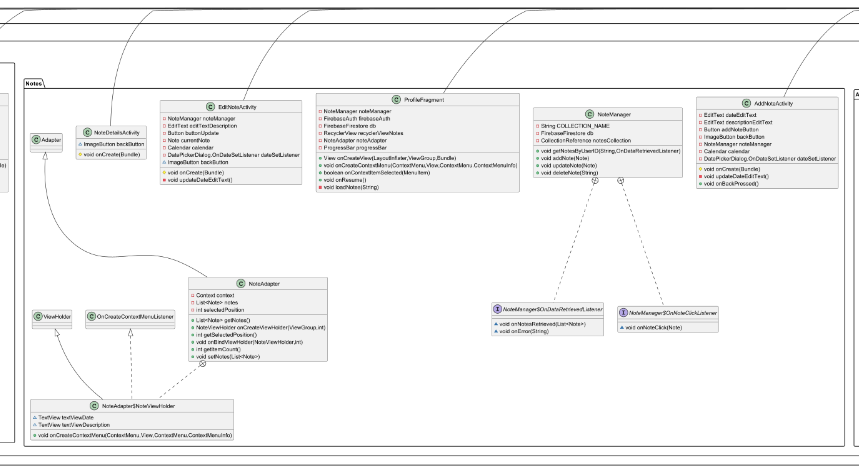 Notes
Adapter
NoteDetailsActivity
ImageButton backButton
void onCreate(Bundle)
EditNoteActivity
NoteManager noteManager
EditText editTextDescription
Button buttonUpdate
Note currentNote
Calendar calendar
DatePickerDialog.OnDateSetListener dateSetListener
ImageButton backButton
void onCreate(Bundle)
void updateDateEditText()
ProfileFragment
NoteManager noteManager
FirebaseAuth firebaseAuth
FirebaseFirestore db
RecyclerView recyclerViewNotes
NoteAdapter noteAdapter
ProgressBar progressBar
View onCreateView(LayoutInflater,ViewGroup,Bundle)
void onCreateContextMenu(ContextMenu,View,ContextMenu.ContextMenuInfo)
boolean onContextItemSelected(MenuItem)
void onResume()
void loadNotes(String)
NoteManager
String COLLECTION_NAME
FirebaseFirestore db
CollectionReference notesCollection
void getNotesByUserID(String,OnDataRetrievedListener)
void addNote(Note)
void updateNote(Note)
void deleteNote(String)
AddNoteActivity
EditText dateEditText
EditText descriptionEditText
Button addNoteButton
ImageButton backButton
NoteManager noteManager
Calendar calendar
DatePickerDialog.OnDateSetListener dateSetListener
void onCreate(Bundle)
void updateDateEditText()
void onBackPressed()
NoteAdapter
Context context
List<Note> notes
int selectedPosition
List<Note> getNotes()
NoteViewHolder onCreateViewHolder(ViewGroup,int)
int getSelectedPosition()
void onBindViewHolder(NoteViewHolder,int)
int getItemCount()
void setNotes(List<Note>)
ViewHolder
OnCreateContextMenuListener
NoteManager$OnDataRetrievedListener
void onNotesRetrieved(List<Note>)
void onError(String)
NoteManager$OnNoteClickListener
void onNoteClick(Note)
NoteAdapter$NoteViewHolder
TextView textViewDate
TextView textViewDescription
void onCreateContextMenu(ContextMenu,View,ContextMenu.ContextMenuInfo)